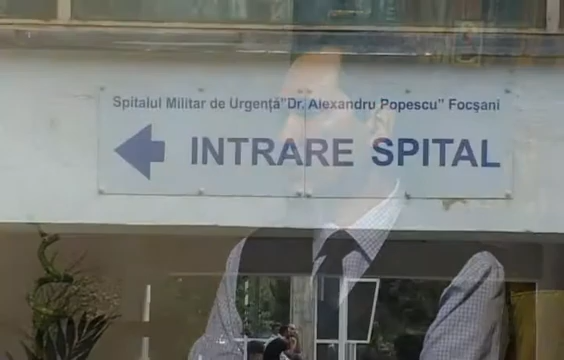 Spitalul Militar de Urgență"Dr. Alexandru Popescu" Focșani
INTRARE SPITAL